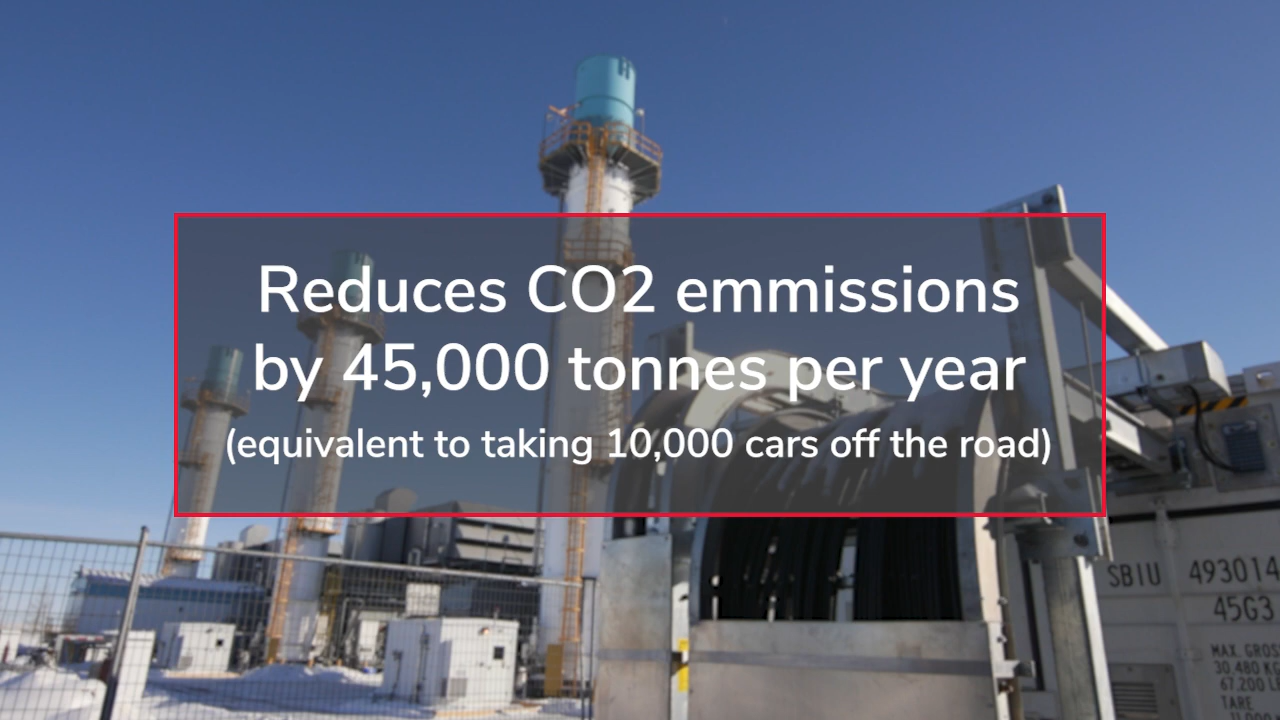 Reduces CO2 emmissions
by 45,000 tonnes per year
(equivalent to taking 10,000 cars off the road)
SBIU 493014
45G3
MAX. GROSS
30.480 KG
67.200 LB
TARE